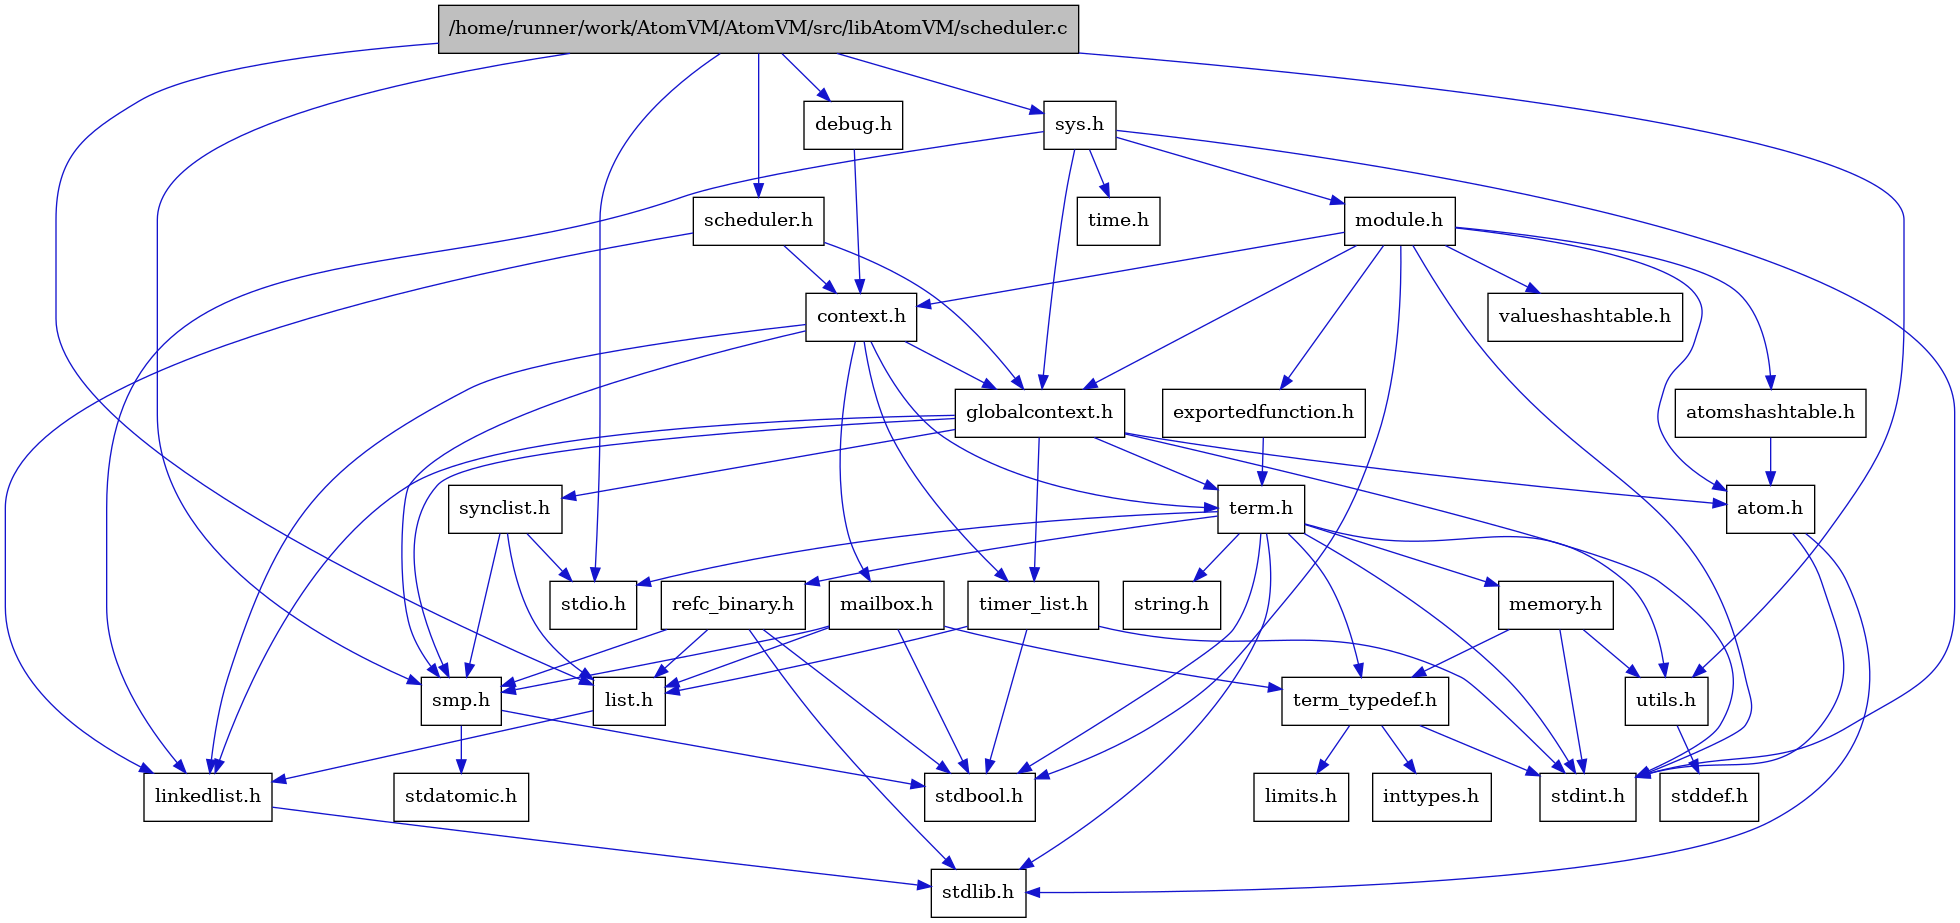 /home/runner/work/AtomVM/AtomVM/src/libAtomVM/scheduler.c
debug.h
sys.h
scheduler.h
time.h
module.h
context.h
valueshashtable.h
globalcontext.h
exportedfunction.h
atomshashtable.h
synclist.h
term.h
atom.h
stdio.h
refc_binary.h
mailbox.h
timer_list.h
string.h
memory.h
smp.h
list.h
term_typedef.h
utils.h
linkedlist.h
stdatomic.h
stdbool.h
limits.h
inttypes.h
stdint.h
stddef.h
stdlib.h